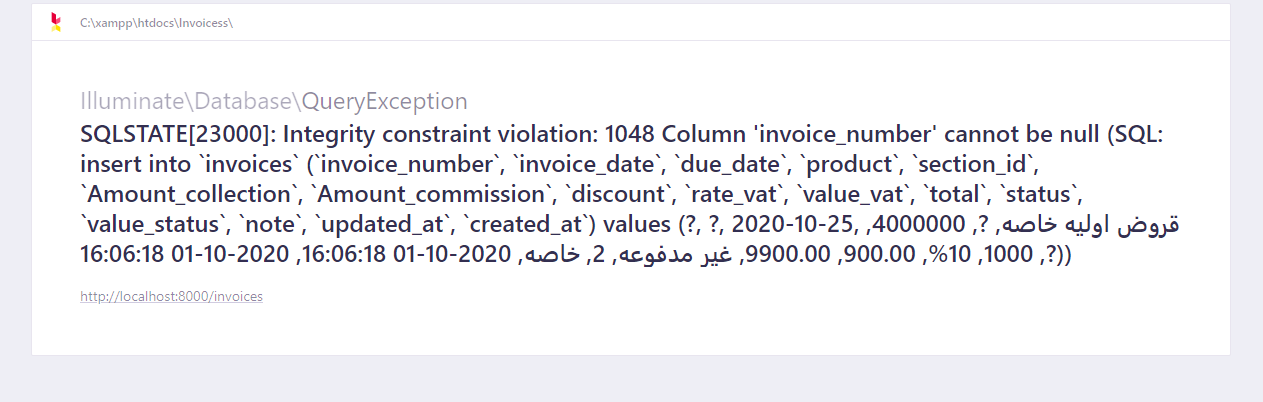 C:\xampp\htdocs\Invoicess\
Illuminate\Database\QueryException
SQLSTATE[23000]: Integrity constraint violation: 1048 Column 'invoice_number' cannot be null (SQL:
insert into `invoices` (`invoice_number`, `invoice_date`, `due_date`, `product`, `section_id`,
`Amount_collection`, `Amount_commission`, `discount`, `rate_vat`, `value_vat`, `total`, `status`,
`value_status`, `note`, `updated_at`, `created_at`) values (?, ?, 2020-10-25, قروض اوليه خاصه, ?, 4000000,
?, 1000, 10%, 900.00, 9900.00, غير مدفوعه, 2, خاصه, 2020-10-01 16:06:18, 2020-10-01 16:06:18))
http://localhost:8000/invoices